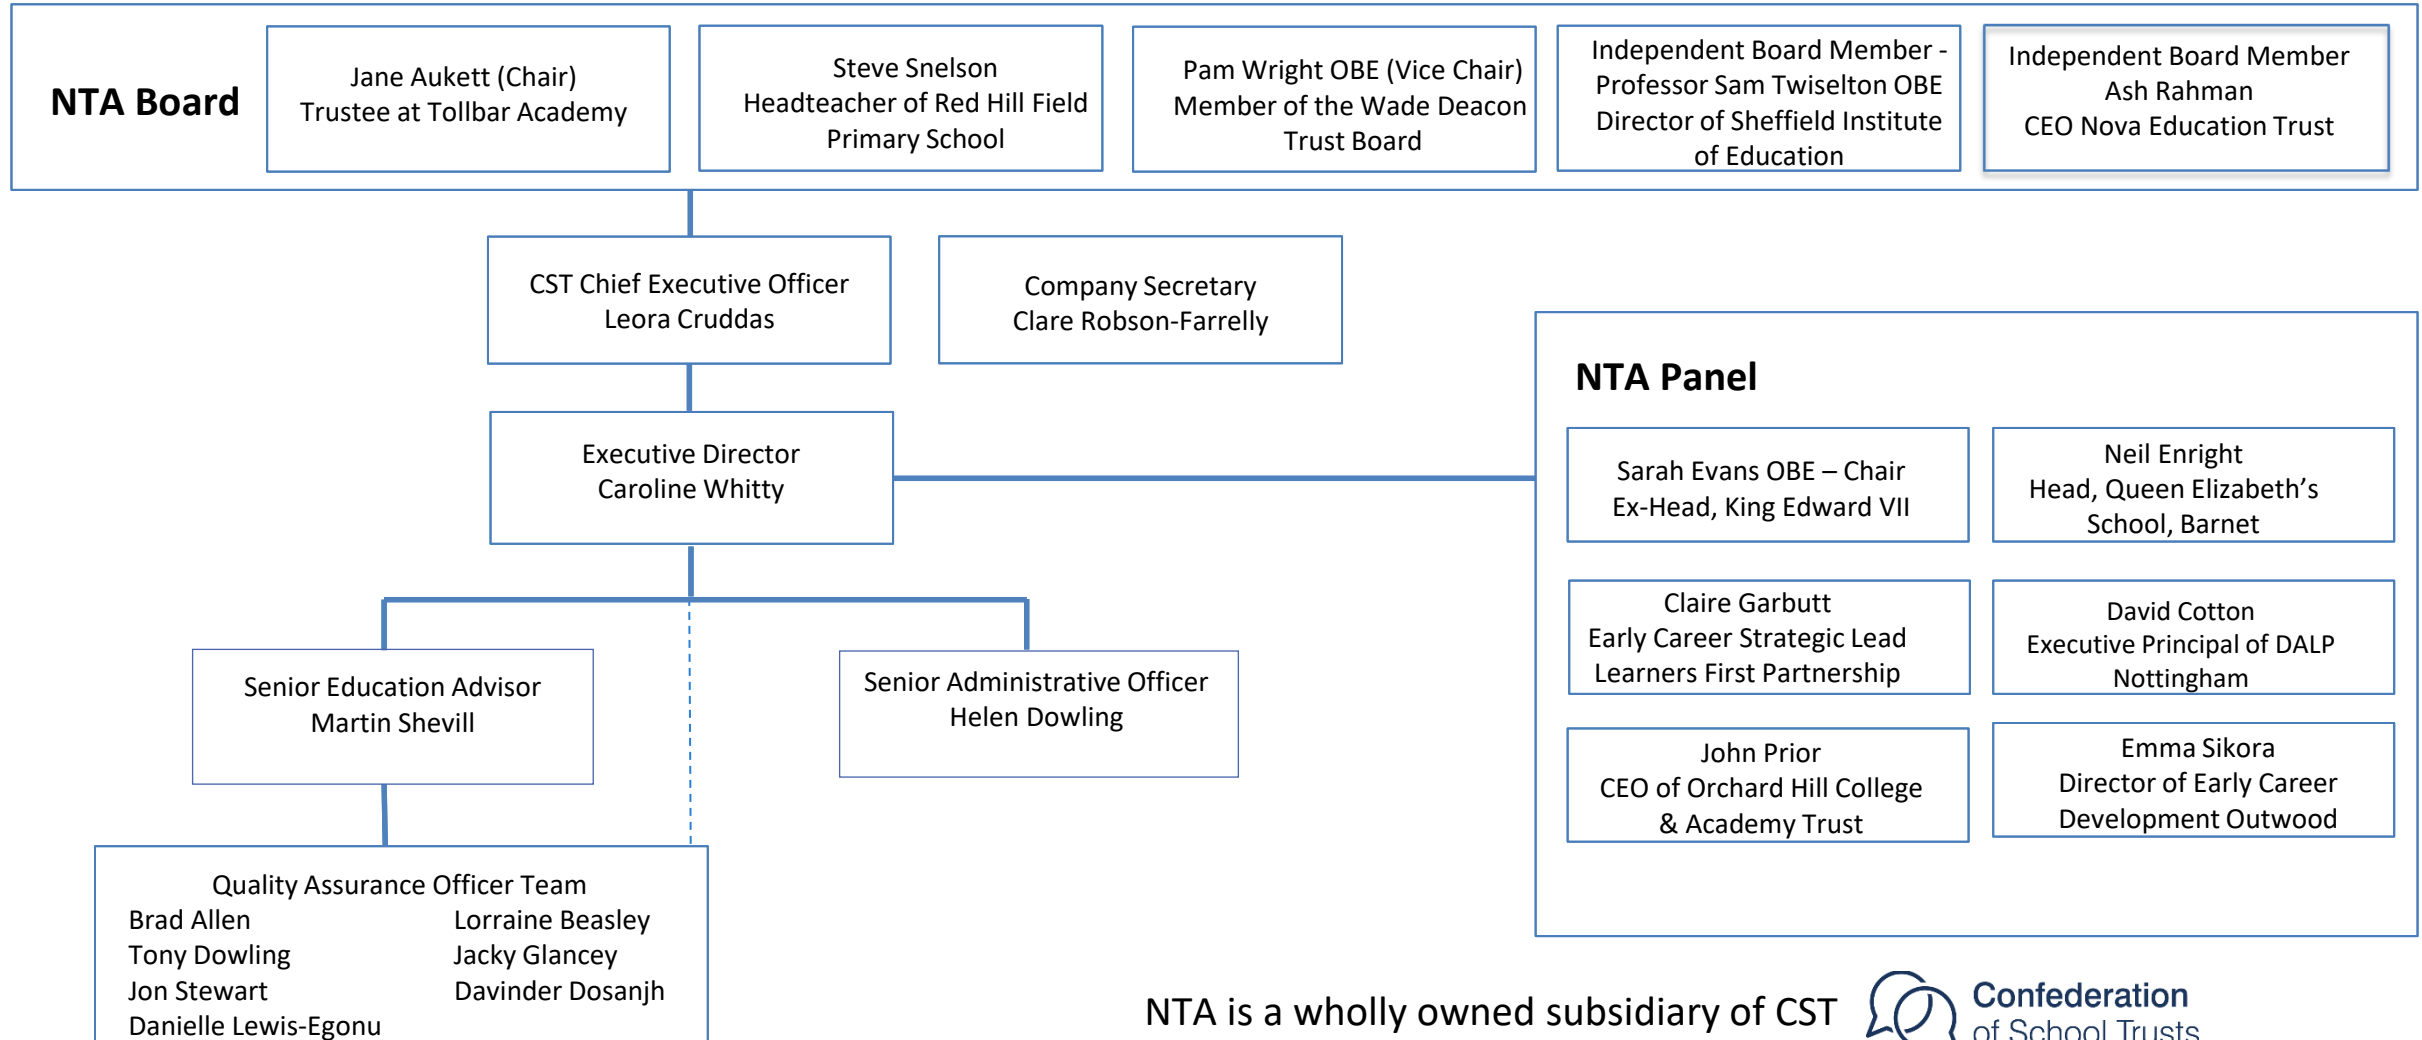 NTA Board
Jane Aukett (Chair)
Trustee at Tollbar Academy
Steve Snelson
Headteacher of Red Hill Field
Primary School
Pam Wright OBE (Vice Chair)
Member of the Wade Deacon
Trust Board
Independent Board Member -
Professor Sam Twiselton OBE
Director of Sheffield Institute
of Education
Independent Board Member
Ash Rahman
CEO Nova Education Trust
CST Chief Executive Officer
Leora Cruddas
Company Secretary
Clare Robson-Farrelly
Executive Director
Caroline Whitty
NTA Panel
Sarah Evans OBE – Chair
Ex-Head, King Edward VII
Neil Enright
Head, Queen Elizabeth’s
School, Barnet
Claire Garbutt
Early Career Strategic Lead
Learners First Partnership
David Cotton
Executive Principal of DALP
Nottingham
John Prior
CEO of Orchard Hill College
& Academy Trust
Emma Sikora
Director of Early Career
Development Outwood
Senior Education Advisor
Martin Shevill
Senior Administrative Officer
Helen Dowling
Quality Assurance Officer Team
Brad Allen
Lorraine Beasley
Tony Dowling
Jacky Glancey
Jon Stewart
Davinder Dosanjh
Danielle Lewis-Egonu
NTA is a wholly owned subsidiary of CST
Confederation
of School Trusts